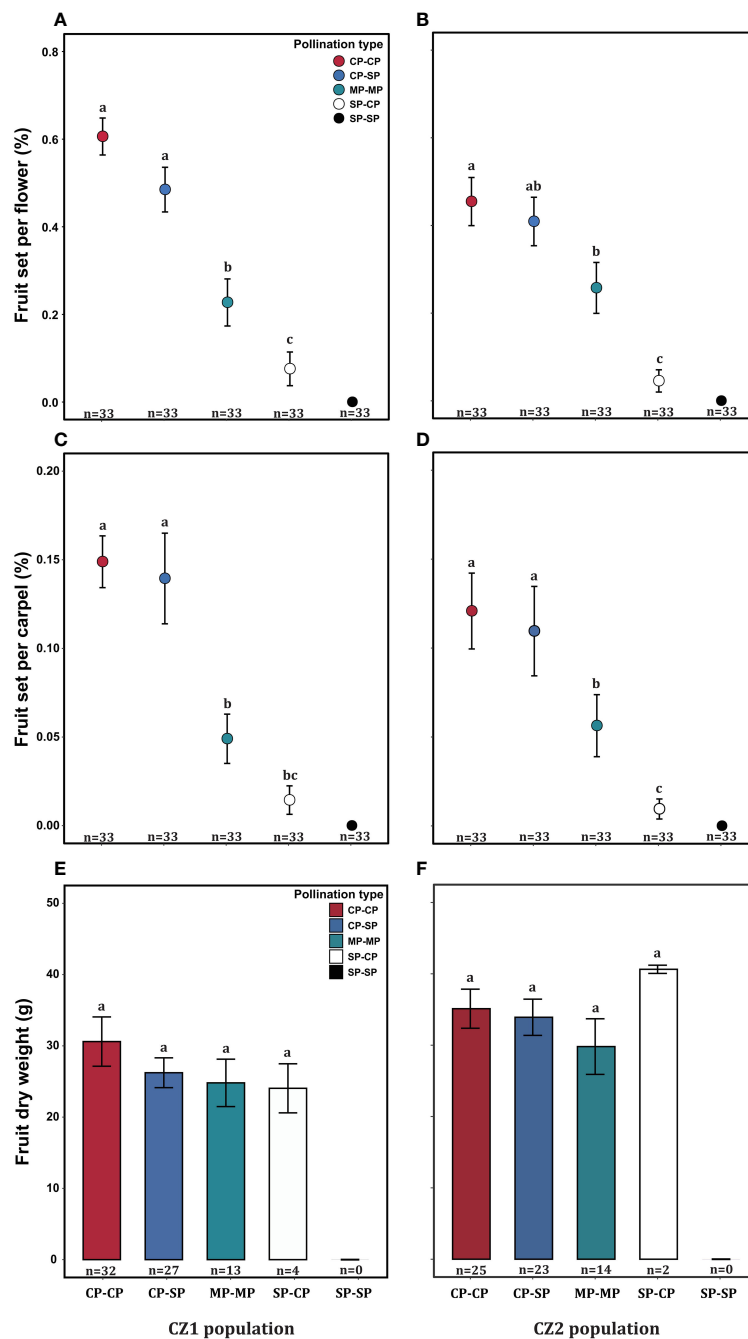 A
Pollination type
CP-CP
CP-SP
MP-MP
SP-CP
SP-SP
Fruit set per flower (%)
0.8
0.6
0.4
0.2
0.0
a
a
b
c
n=33
n=33
n=33
n=33
n=33
B
a
ab
b
c
n=33
n=33
n=33
n=33
n=33
C
Fruit set per carpel (%)
0.20
0.15
0.10
0.05
0.00
a
a
b
bc
n=33
n=33
n=33
n=33
n=33
D
a
a
b
c
n=33
n=33
n=33
n=33
n=33
E
Pollination type
CP-CP
CP-SP
MP-MP
SP-CP
SP-SP
Fruit dry weight (g)
50
40
30
20
10
0
a
a
a
a
n=32
n=27
n=13
n=4
n=0
CP-CP
CP-SP
MP-MP
SP-CP
SP-SP
CZ1 population
F
a
a
a
a
n=25
n=23
n=14
n=2
n=0
CP-CP
CP-SP
MP-MP
SP-CP
SP-SP
CZ2 population